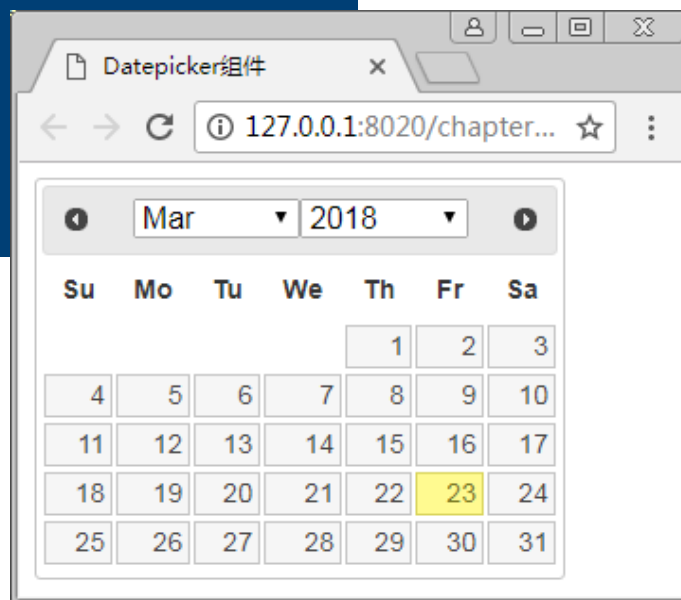 Datepicker组件
127.0.0.1:8020/chapter...
Mar 2018
Su Mo Tu We Th Fr Sa
1 2 3
4 5 6 7 8 9 10
11 12 13 14 15 16 17
18 19 20 21 22 23 24
25 26 27 28 29 30 31